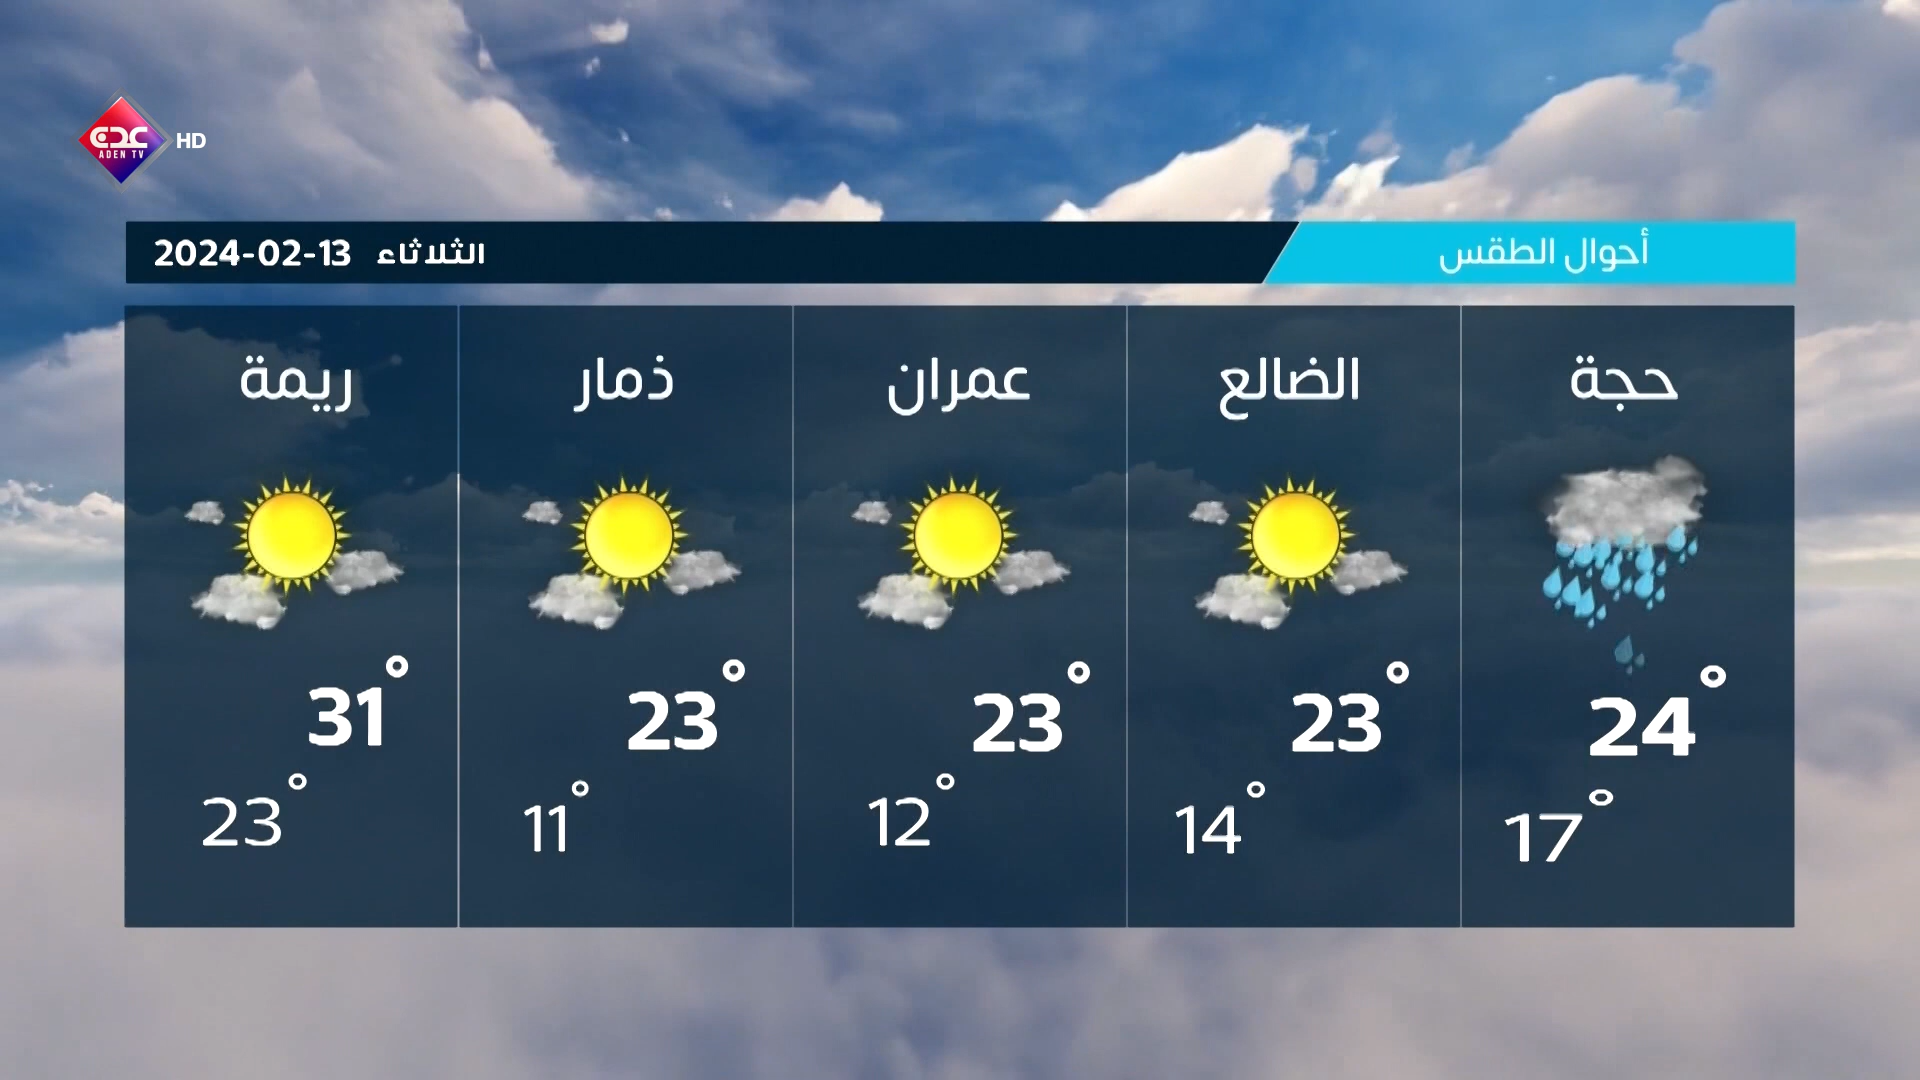 عدن
ADEN TV
HD
أحوال الطقس
الثلاثاء 2024-02-13
حجة
24°
17°
الضالع
23°
14°
عمران
23°
12°
ذمار
23°
11°
ريمة
31°
23°